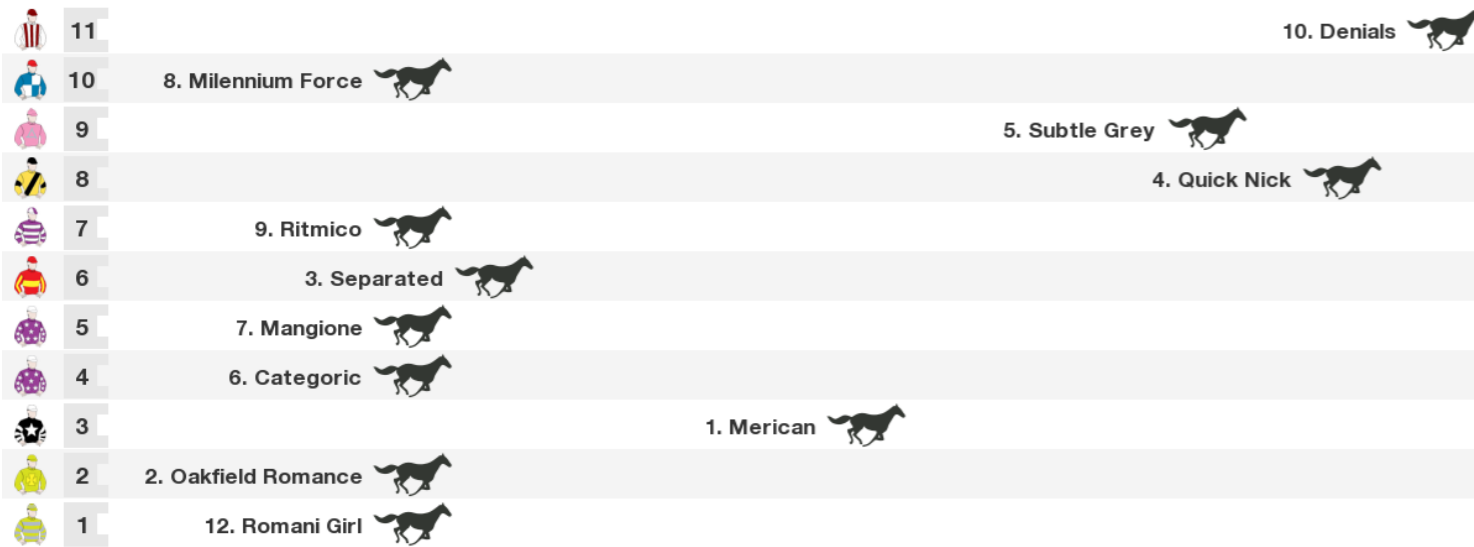 11 10. Denials
10 8. Milennium Force
9 5. Subtle Grey
8 4. Quick Nick
7 9. Ritmico
6 3. Separated
5 7. Mangione
4 6. Categoric
3 1. Merican
2 2. Oakfield Romance
1 12. Romani Girl